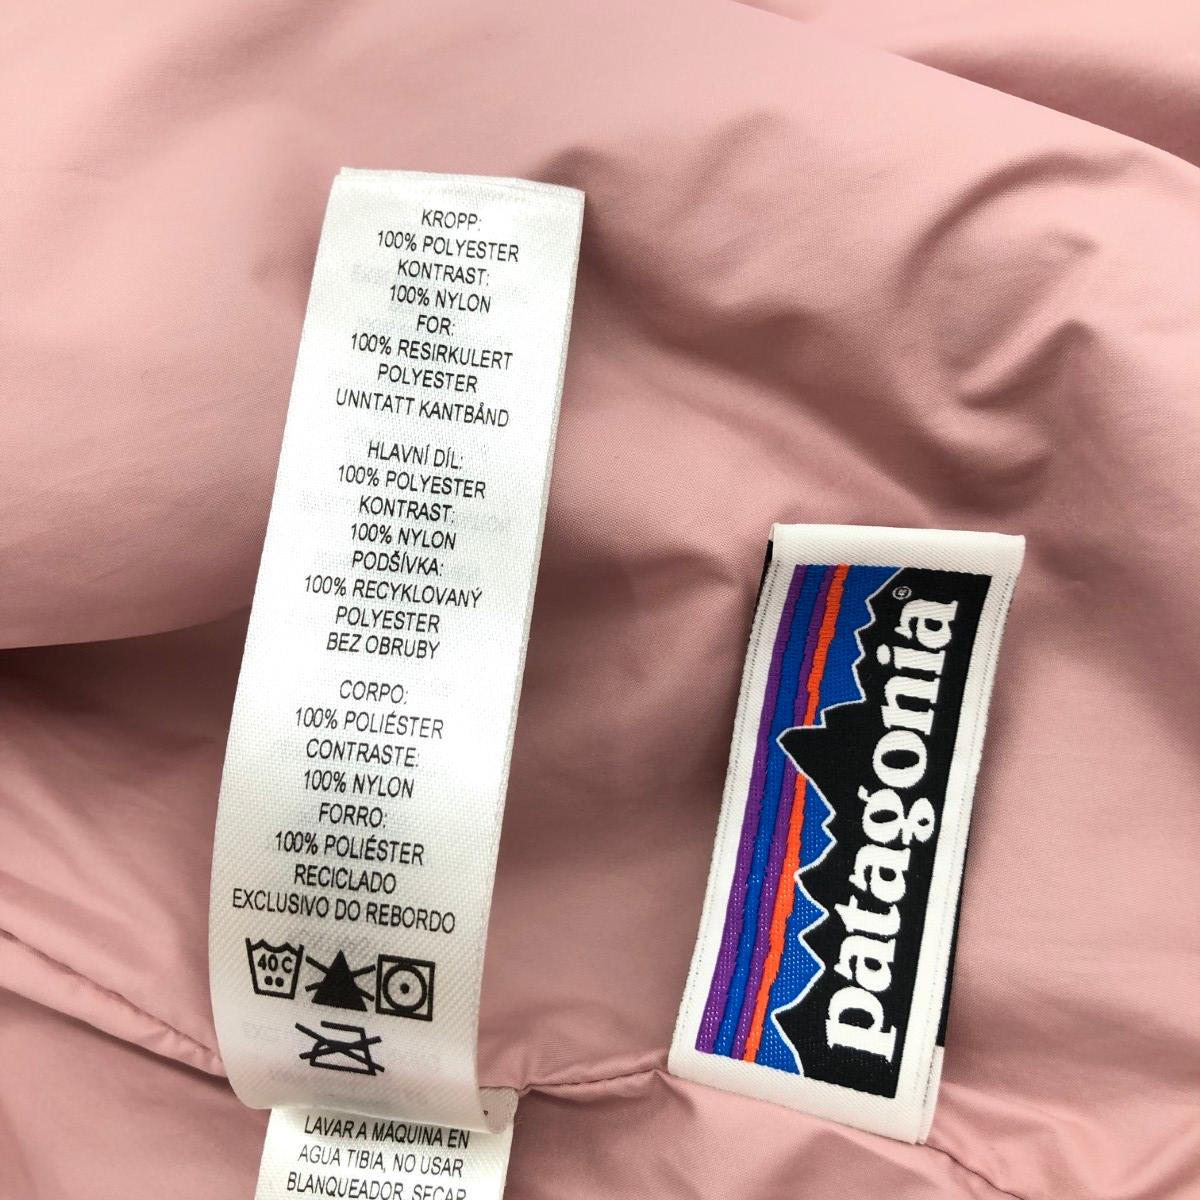 KROPP:
100% POLYESTER
KONTRAST:
100% NYLON
FOR:
100% RESIRKULERT
POLYESTER
UNNTATT KANTBÅND
HLAVNÍ DÍL:
100% POLYESTER
KONTRAST:
100% NYLON
PODŠÍVKA:
100% RECYKLOVANÝ
POLYESTER
BEZ OBRUBY
CORPO:
100% POLIÉSTER
CONTRASTE:
100% NYLON
FORRO:
100% POLIÉSTER
RECICLADO
EXCLUSIVO DO REBORDO
40 C
LAVAR A MÁQUINA EN
AGUA TIBIA, NO USAR
BLANQUEADOR, SECAR
patagonia®